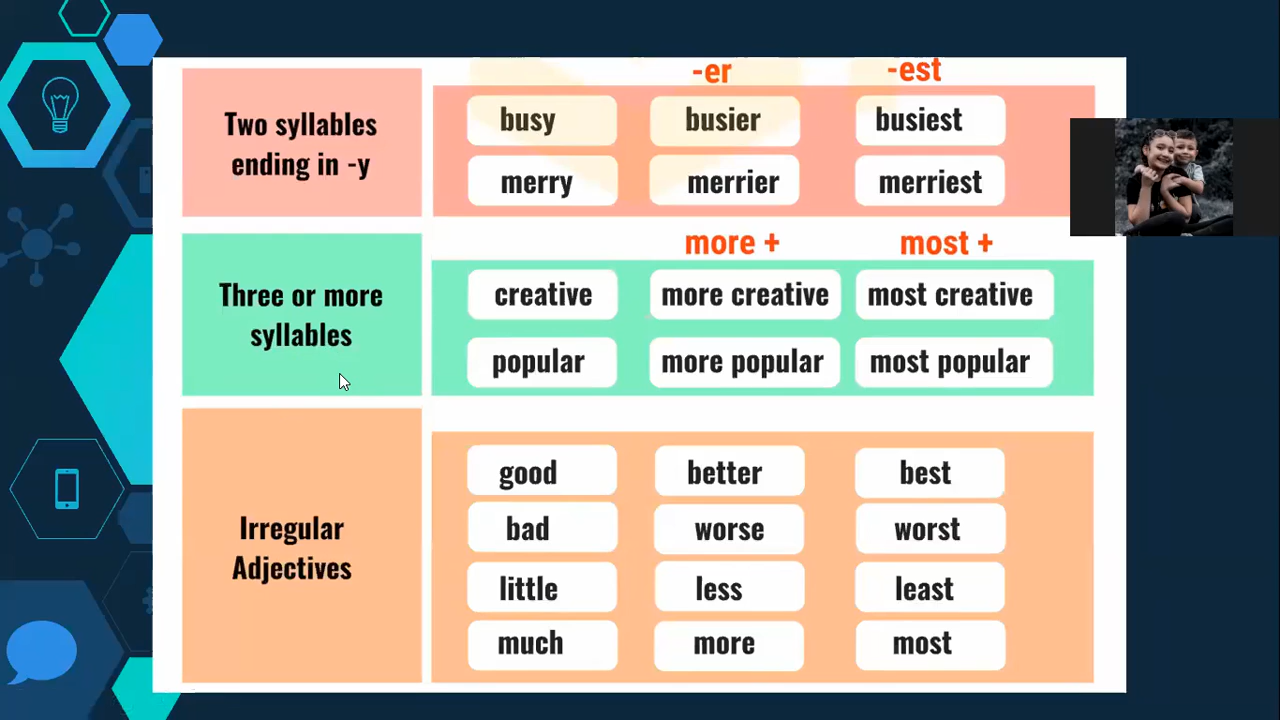 -er -est
Two syllables
ending in -y
busy busier busiest
merry merrier merriest
more + most +
Three or more
syllables
creative more creative most creative
popular more popular most popular
Irregular
Adjectives
good better best
bad worse worst
little less least
much more most